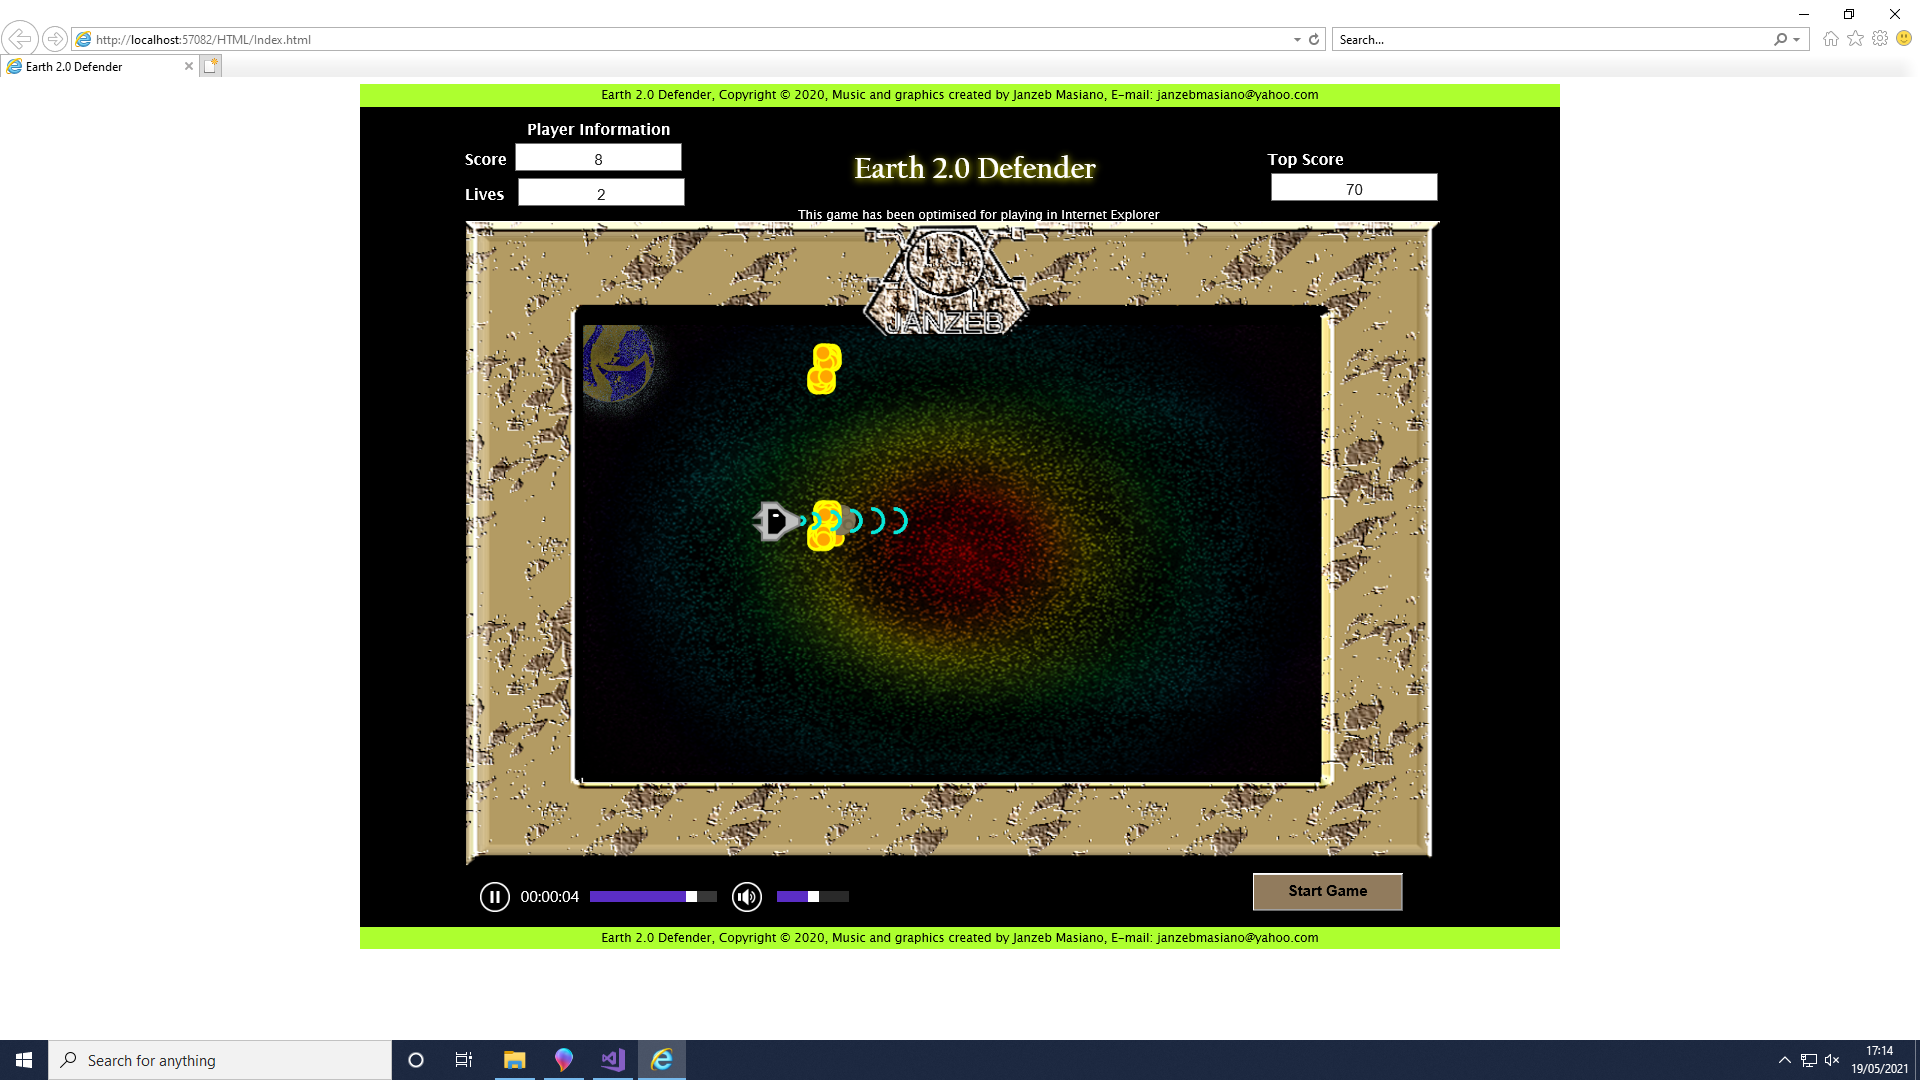 http://localhost:57082/HTML/Index.html
Search...
Earth 2.0 Defender
Earth 2.0 Defender, Copyright © 2020, Music and graphics created by Janzeb Masiano, E-mail: janzebmasiano@yahoo.com
Player Information
Score 8
Lives 2
Earth 2.0 Defender
Top Score
70
This game has been optimised for playing in Internet Explorer
JANZEB
00:00:04
Start Game
Earth 2.0 Defender, Copyright © 2020, Music and graphics created by Janzeb Masiano, E-mail: janzebmasiano@yahoo.com
Search for anything
17:14
19/05/2021